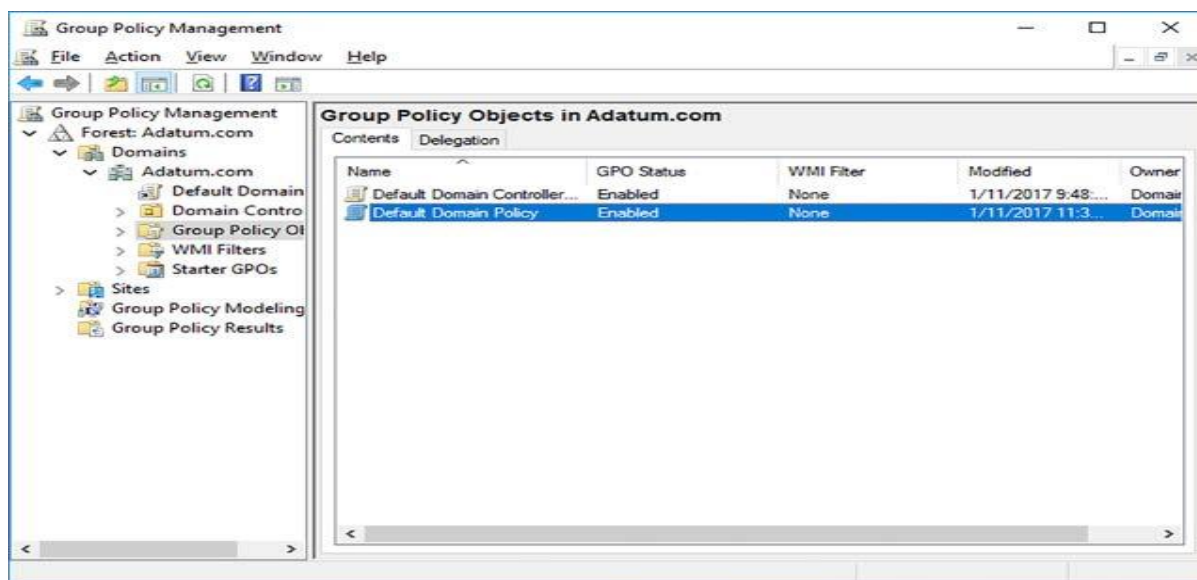 Group Policy Management
File Action View Window Help
Group Policy Management
Forest: Adatum.com
Domains
Adatum.com
Default Domain
Domain Contro
Group Policy Ol
WMI Filters
Starter GPOs
Sites
Group Policy Modeling
Group Policy Results
Group Policy Objects in Adatum.com
Contents Delegation
Name GPO Status WMI Filter Modified Owner
Default Domain Controller... Enabled None 1/11/2017 9:48:... Domair
Default Domain Policy Enabled None 1/11/2017 11:3... Domair